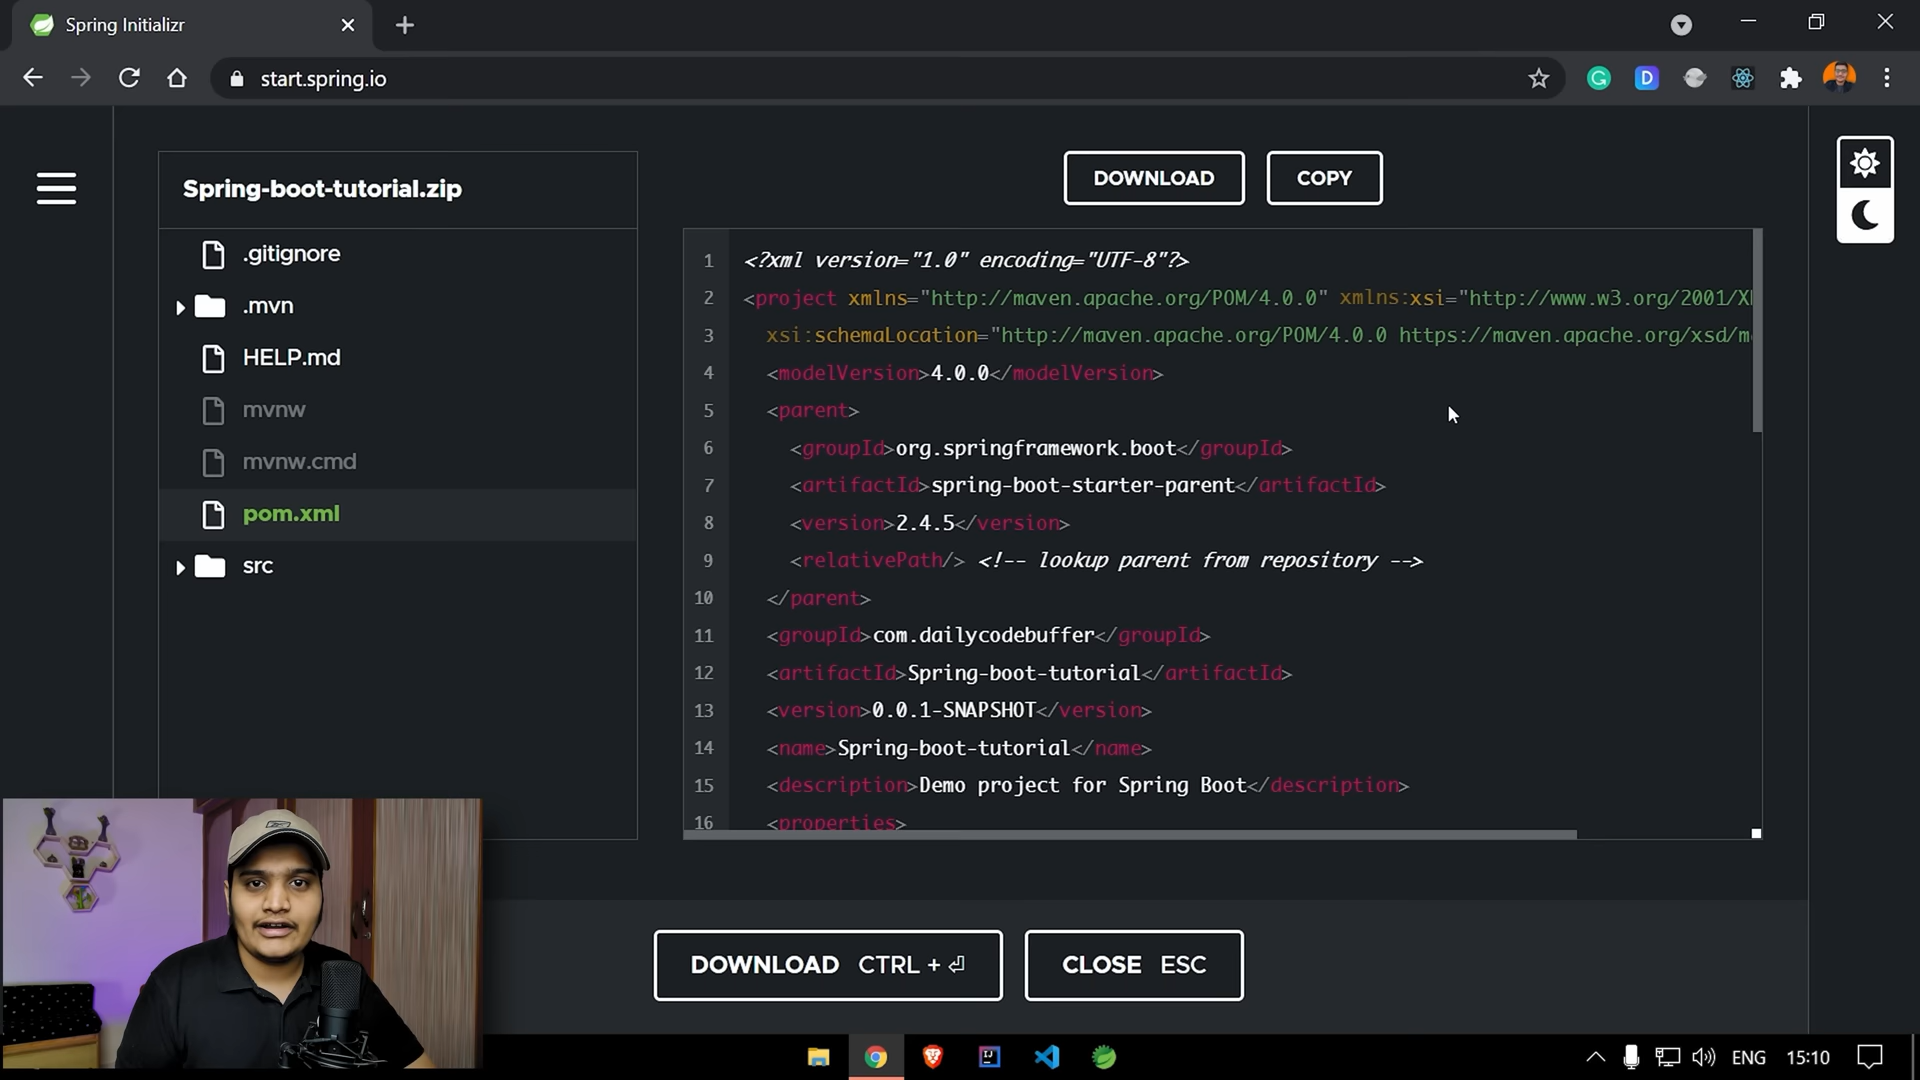 Spring Initializr
start.spring.io
Spring-boot-tutorial.zip
.gitignore
.mvn
HELP.md
mvnw
mvnw.cmd
pom.xml
src
DOWNLOAD
COPY
1 <?xml version="1.0" encoding="UTF-8"?>
2 <project xmlns="http://maven.apache.org/POM/4.0.0" xmlns:xsi="http://www.w3.org/2001/X
3 xsi:schemaLocation="http://maven.apache.org/POM/4.0.0 https://maven.apache.org/xsd/m
4 <modelVersion>4.0.0</modelVersion>
5 <parent>
6 <groupId>org.springframework.boot</groupId>
7 <artifactId>spring-boot-starter-parent</artifactId>
8 <version>2.4.5</version>
9 <relativePath/> <!-- lookup parent from repository -->
10 </parent>
11 <groupId>com.dailycodebuffer</groupId>
12 <artifactId>Spring-boot-tutorial</artifactId>
13 <version>0.0.1-SNAPSHOT</version>
14 <name>Spring-boot-tutorial</name>
15 <description>Demo project for Spring Boot</description>
16 <properties>
DOWNLOAD CTRL + ⏎
CLOSE ESC
ENG
15:10